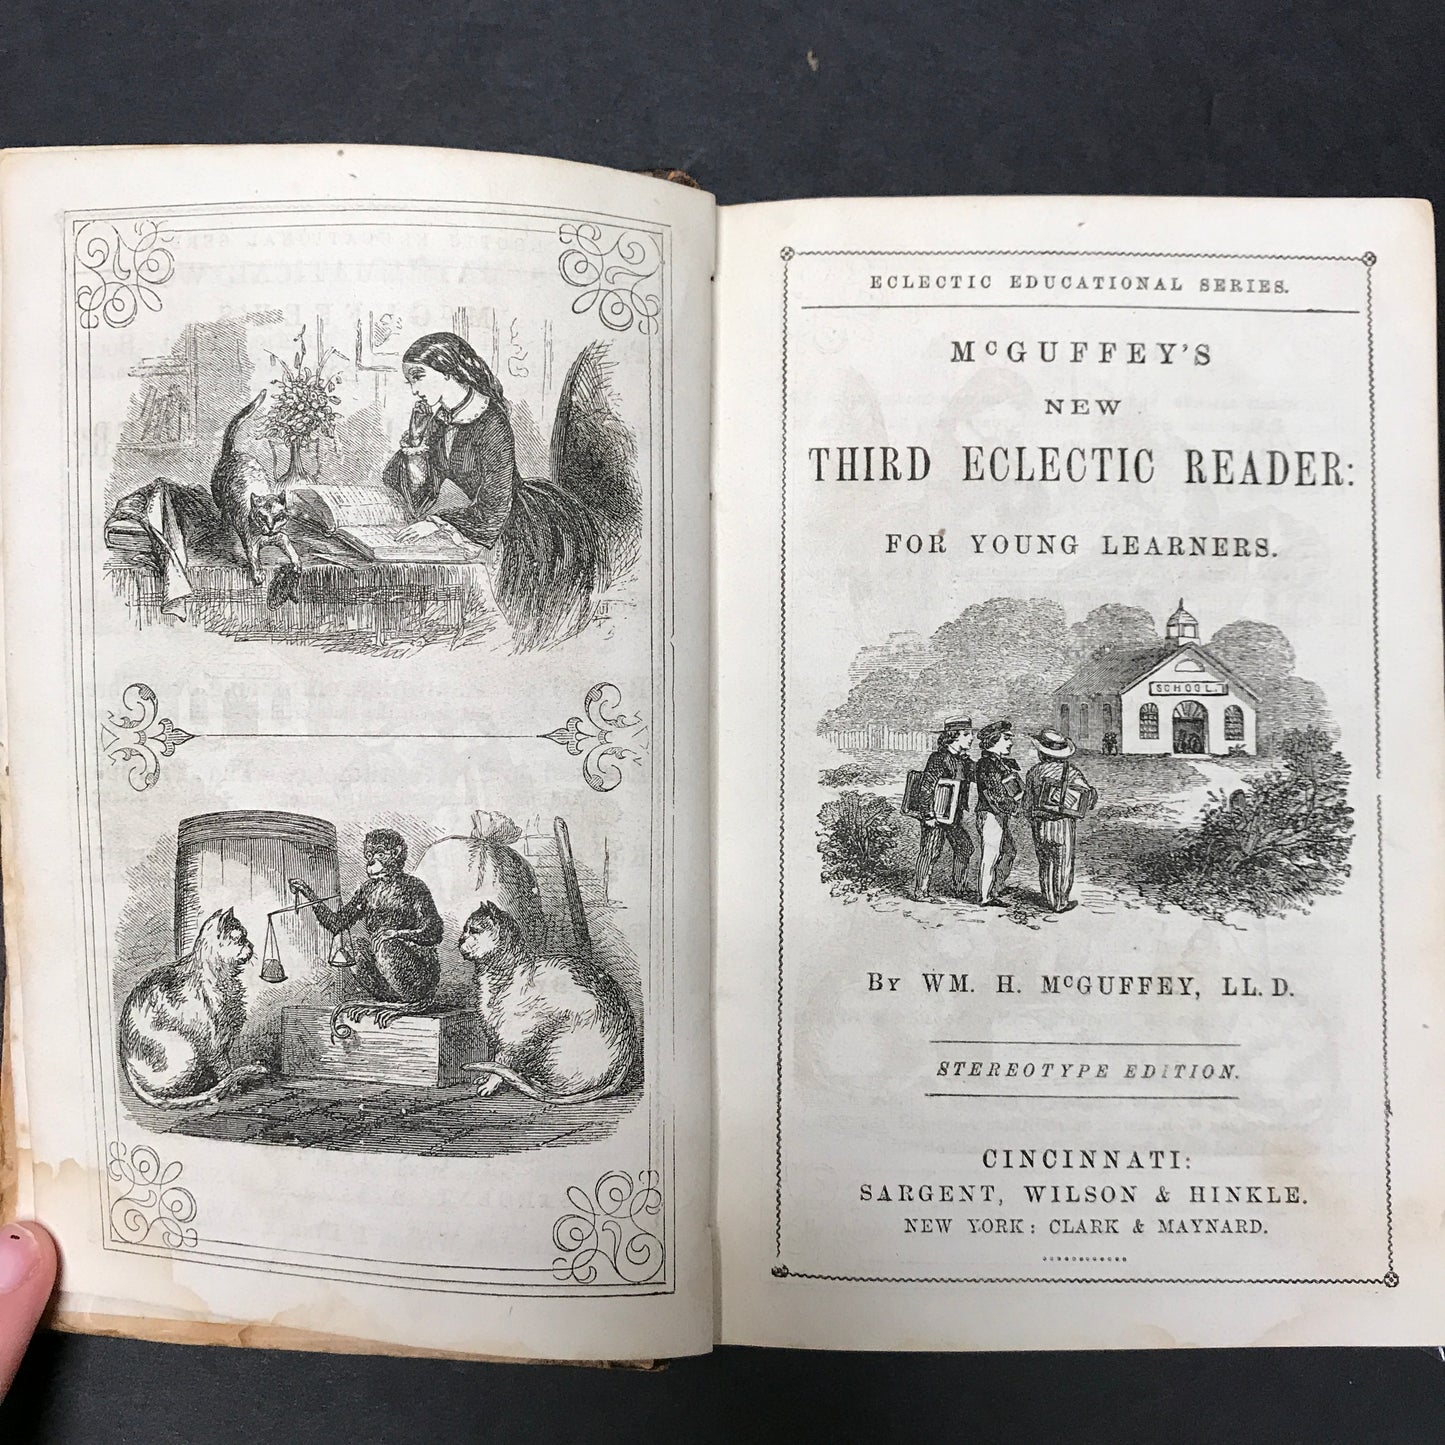 ECLECTIC EDUCATIONAL SERIES.
McGUFFEY'S
NEW
THIRD ECLECTIC READER:
FOR YOUNG LEARNERS.
SCHOOL.
By WM. H. McGUFFEY, LL. D.
STEREOTYPE EDITION.
CINCINNATI:
SARGENT, WILSON & HINKLE.
NEW YORK: CLARK & MAYNARD.